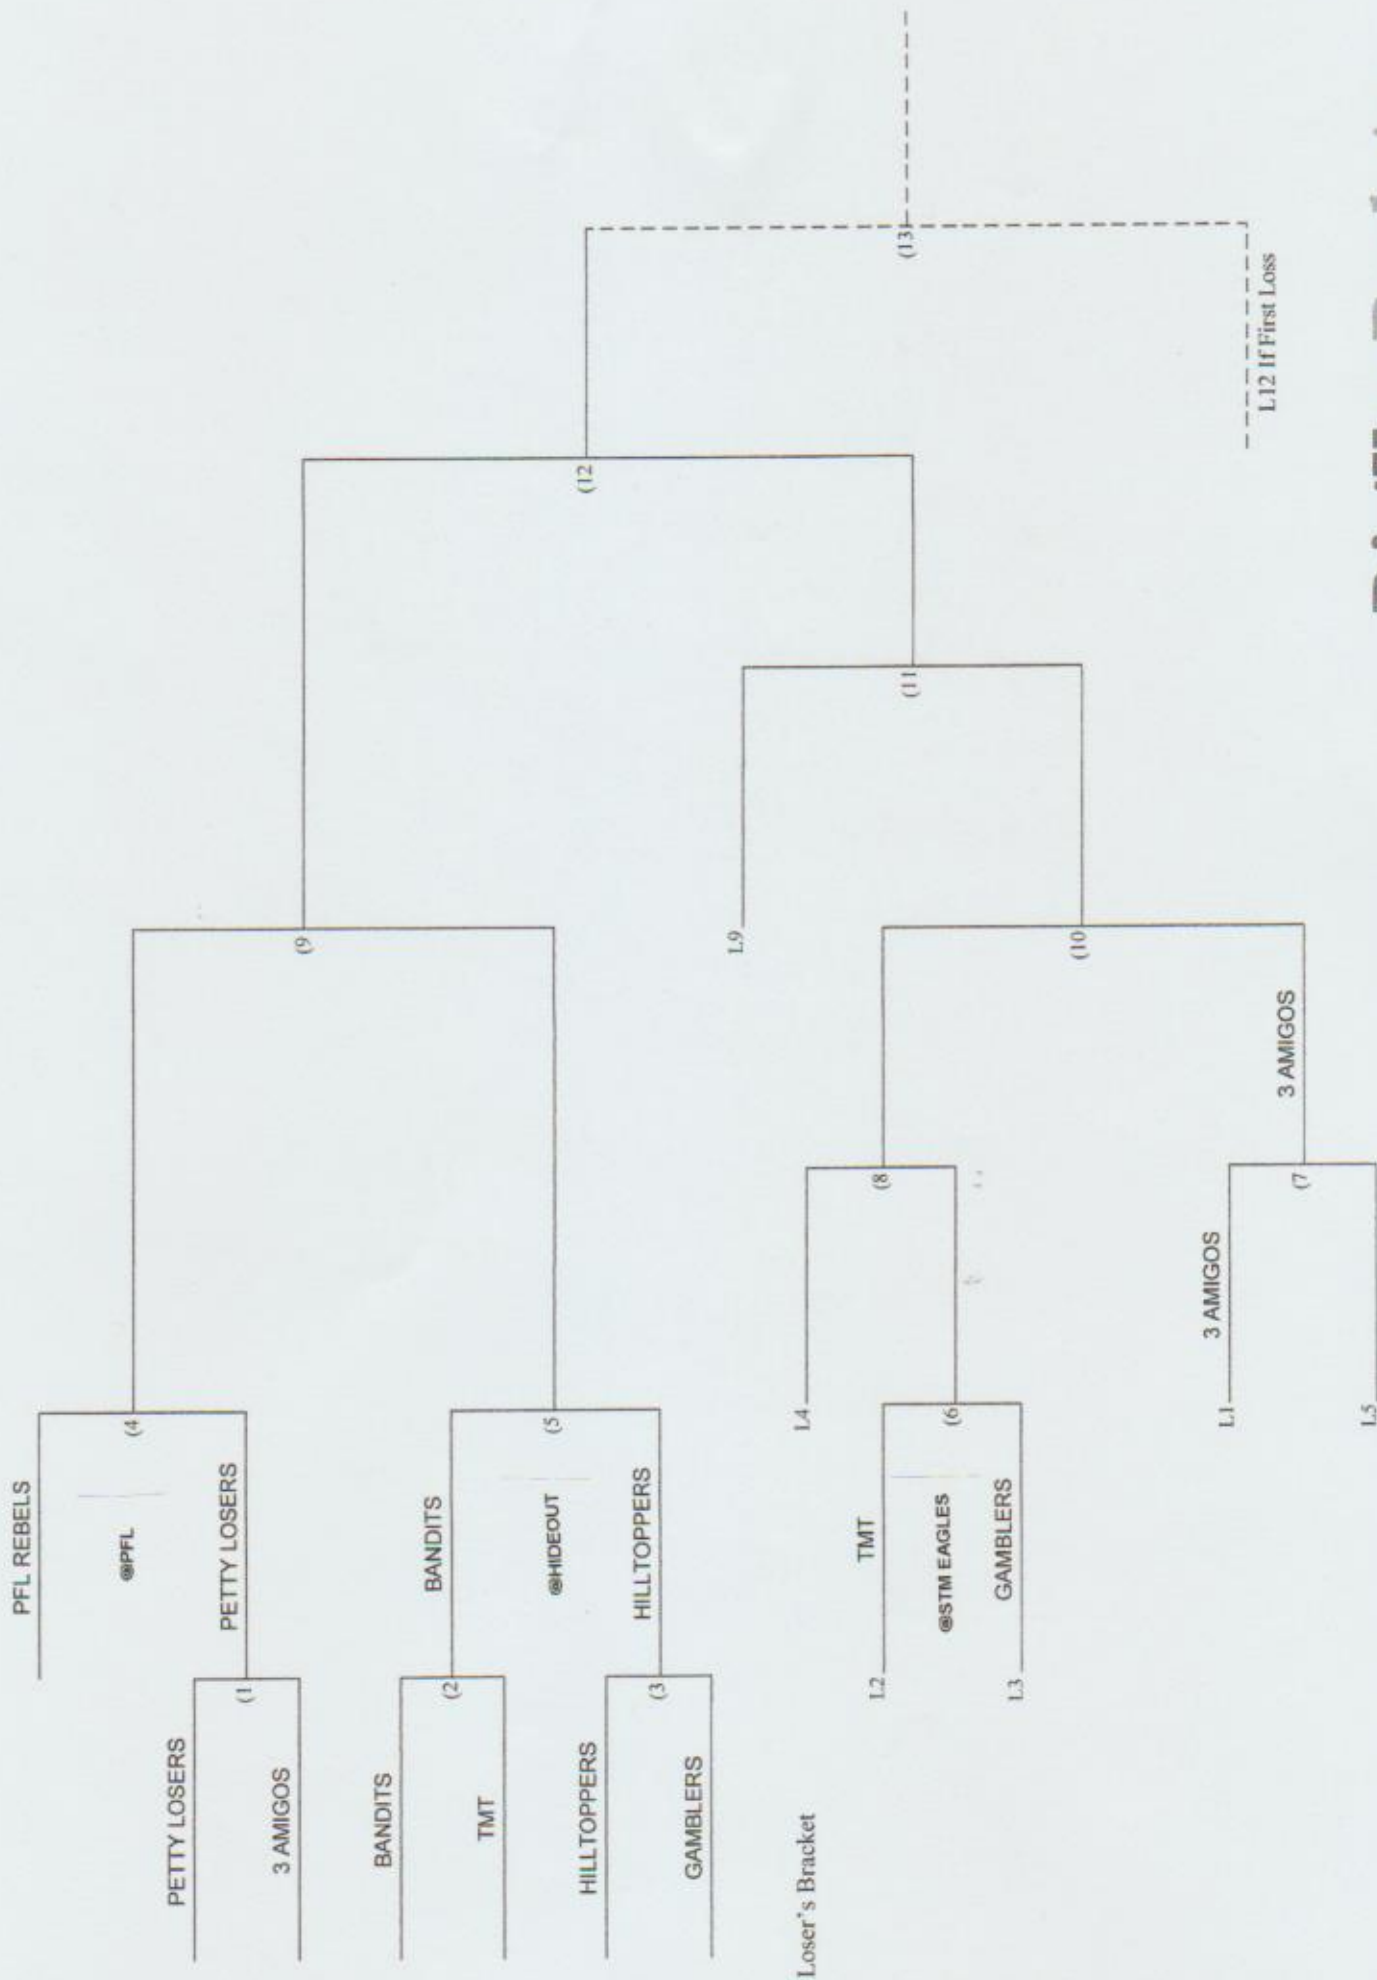 PFL REBELS
@PFL
(4
PETTY LOSERS
PETTY LOSERS
(1
3 AMIGOS
(9
BANDITS
BANDITS
(2
TMT
@HIDEOUT
(5
HILLTOPPERS
HILLTOPPERS
(3
GAMBLERS
(12
(13
L12 If First Loss
Loser's Bracket
L9
(11
L4
(8
TMT
L2
@STM EAGLES
(6
GAMBLERS
L3
(10
3 AMIGOS
L1
3 AMIGOS
(7
L5